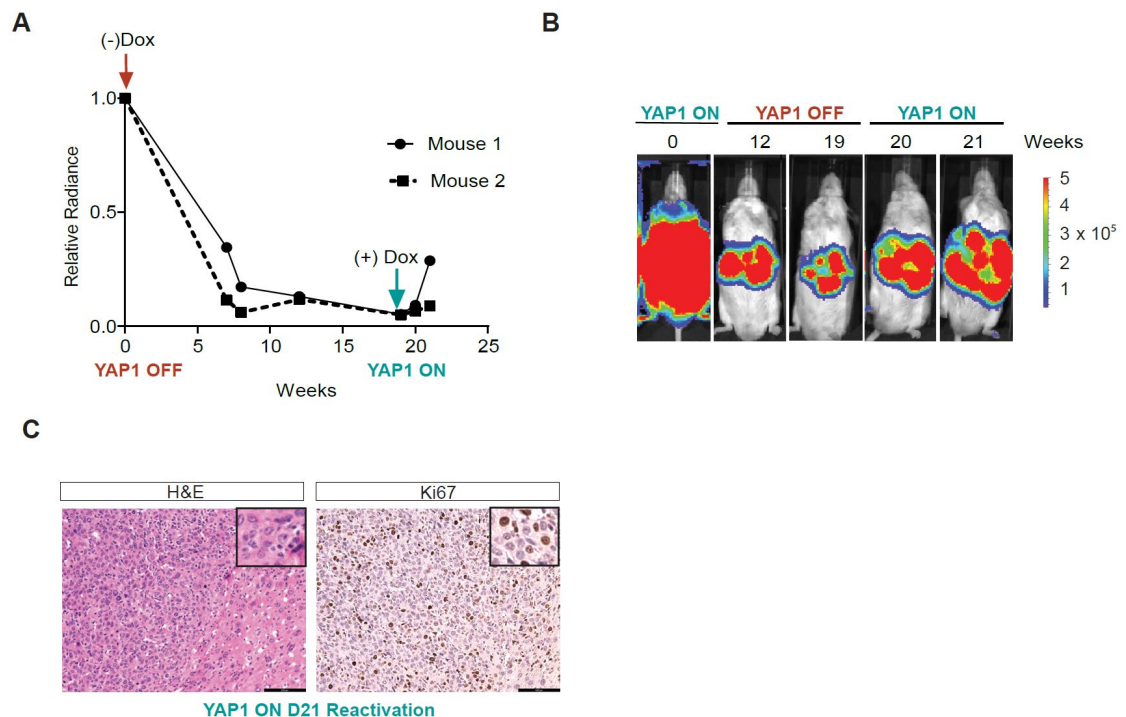 A
(-)Dox
1.0
0.5
0.0
Relative Radiance
Mouse 1
Mouse 2
(+) Dox
0 5 10 15 20 25
YAP1 OFF YAP1 ON
Weeks
B
YAP1 ON YAP1 OFF YAP1 ON
0 12 19 20 21 Weeks
5
4
3 x 10⁵
2
1
C
H&E Ki67
YAP1 ON D21 Reactivation